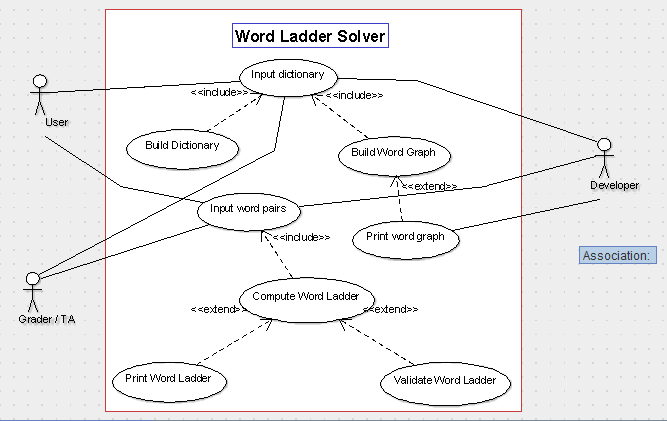 Word Ladder Solver
Input dictionary
<<include>>
<<include>>
User
Build Dictionary
Build Word Graph
<<extend>>
Developer
Input word pairs
<<include>>
Print word graph
Association:
Compute Word Ladder
<<extend>>
<<extend>>
Grader / TA
Print Word Ladder
Validate Word Ladder